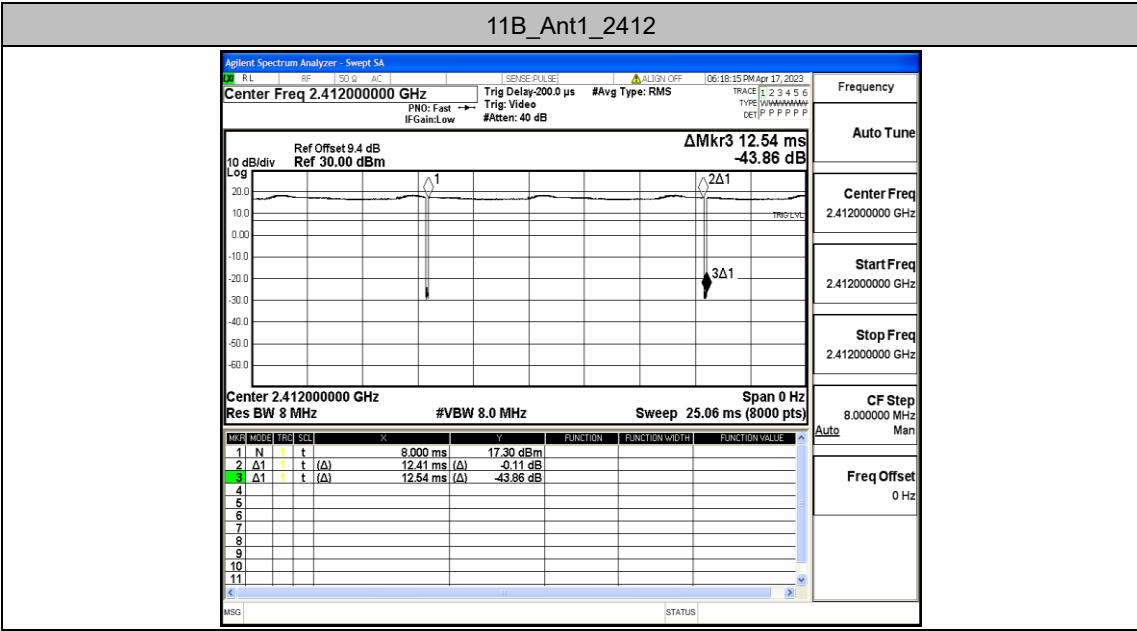 11B_Ant1_2412
Agilent Spectrum Analyzer - Swept SA
RL RF 50 Ω AC SENSE:PULSE ALIGN OFF 06:18:15 PM Apr 17, 2023
Center Freq 2.412000000 GHz
PNO: Fast
IFGain:Low
Trig Delay-200.0 µs #Avg Type: RMS
Trig: Video
#Atten: 40 dB
TRACE 1 2 3 4 5 6
TYPE
DET P P P P P P
Frequency
ΔMkr3 12.54 ms
-43.86 dB
Ref Offset 9.4 dB
10 dB/div Ref 30.00 dBm
Log
20.0
10.0
0.00
-10.0
-20.0
-30.0
-40.0
-50.0
-60.0
1
2Δ1
TRIG LVL
3Δ1
Center 2.412000000 GHz Span 0 Hz
Res BW 8 MHz #VBW 8.0 MHz Sweep 25.06 ms (8000 pts)
MKR MODE TRC SCL X Y FUNCTION FUNCTION WIDTH FUNCTION VALUE
1 N 1 t 8.000 ms 17.30 dBm
2 Δ1 1 t (Δ) 12.41 ms (Δ) -0.11 dB
3 Δ1 1 t (Δ) 12.54 ms (Δ) -43.86 dB
4
5
6
7
8
9
10
11
MSG STATUS
Auto Tune
Center Freq
2.412000000 GHz
Start Freq
2.412000000 GHz
Stop Freq
2.412000000 GHz
CF Step
8.000000 MHz
Auto Man
Freq Offset
0 Hz